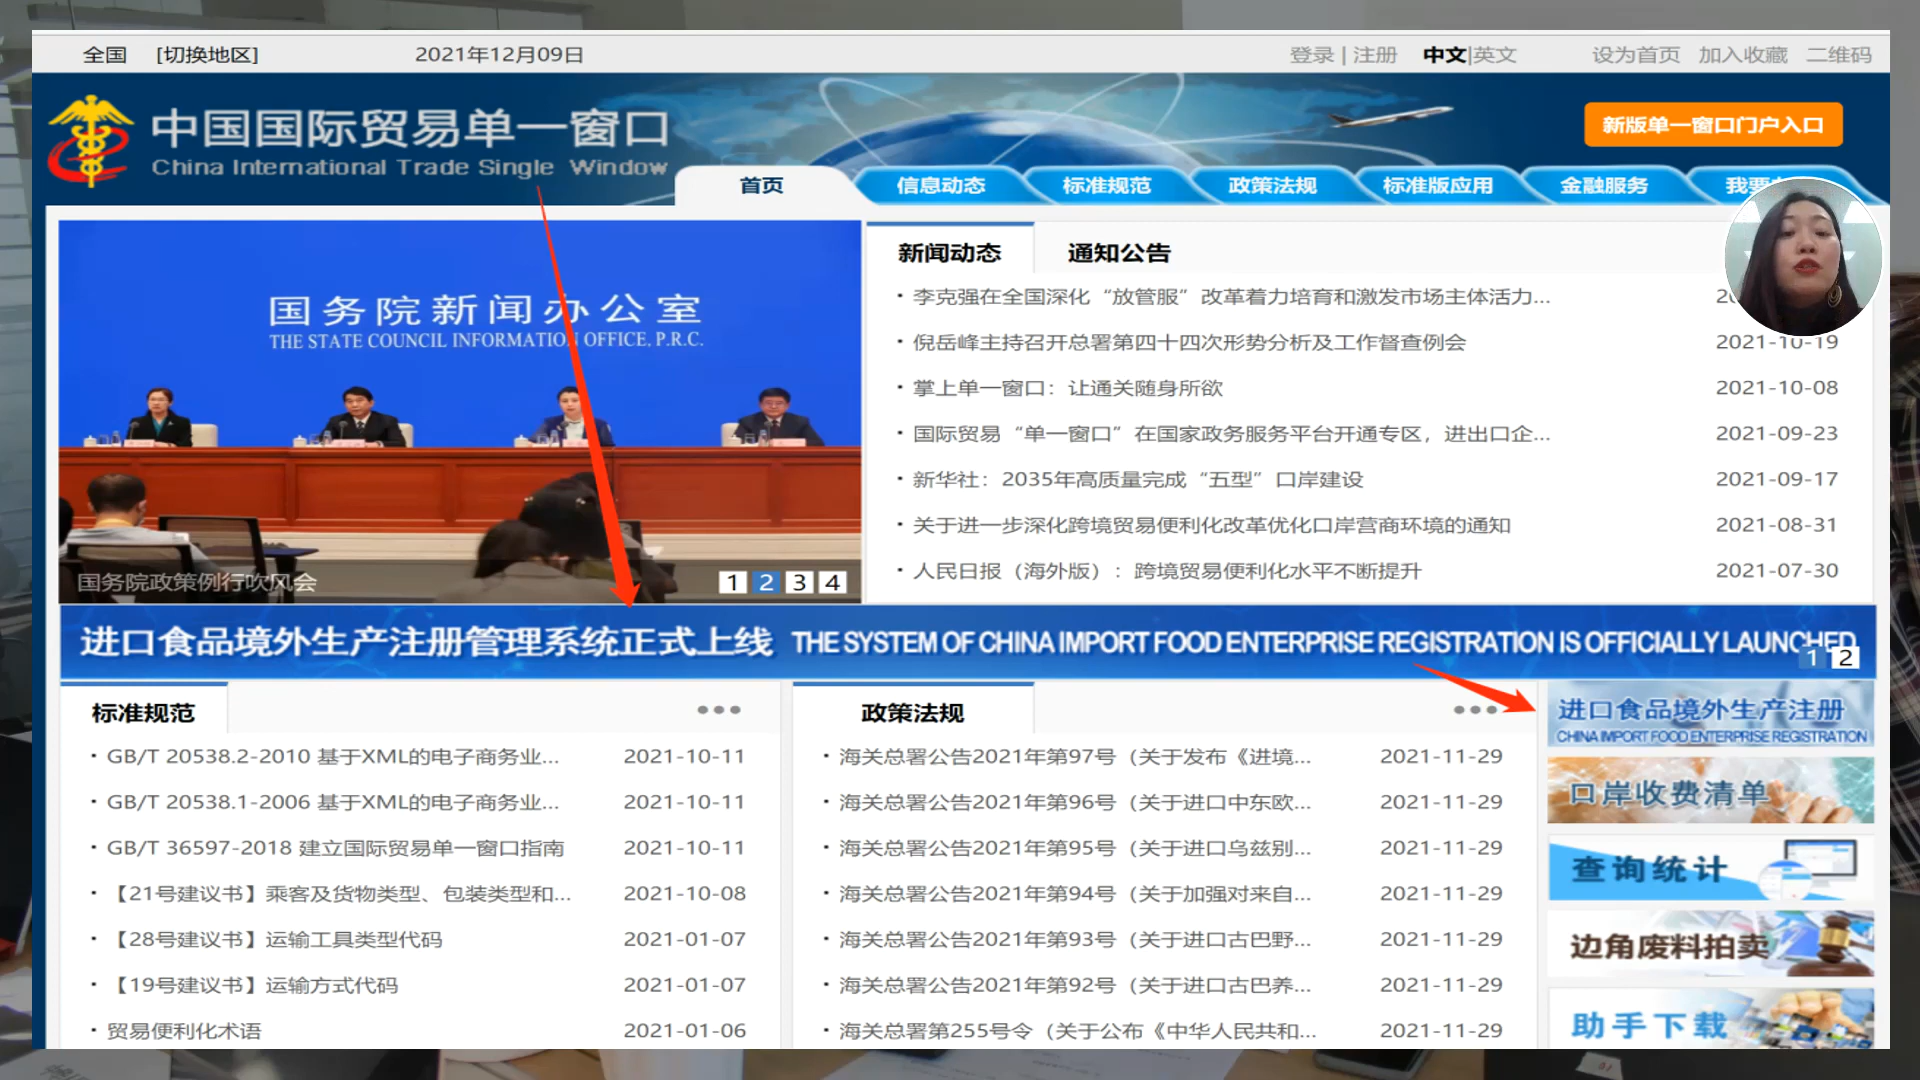 全国 [切换地区] 2021年12月09日 登录 | 注册 中文|英文 设为首页 加入收藏 二维码
中国国际贸易单一窗口
China International Trade Single Window
新版单一窗口门户入口
首页 信息动态 标准规范 政策法规 标准版应用 金融服务 我要
国务院新闻办公室
THE STATE COUNCIL INFORMATION OFFICE, P.R.C.
国务院政策例行吹风会
1 2 3 4
新闻动态 通知公告
· 李克强在全国深化“放管服”改革着力培育和激发市场主体活力...
· 倪岳峰主持召开总署第四十四次形势分析及工作督查例会 2021-10-19
· 掌上单一窗口：让通关随身所欲 2021-10-08
· 国际贸易“单一窗口”在国家政务服务平台开通专区，进出口企... 2021-09-23
· 新华社：2035年高质量完成“五型”口岸建设 2021-09-17
· 关于进一步深化跨境贸易便利化改革优化口岸营商环境的通知 2021-08-31
· 人民日报（海外版）：跨境贸易便利化水平不断提升 2021-07-30
进口食品境外生产注册管理系统正式上线 THE SYSTEM OF CHINA IMPORT FOOD ENTERPRISE REGISTRATION IS OFFICIALLY LAUNCHED
1 2
标准规范 •••
· GB/T 20538.2-2010 基于XML的电子商务业... 2021-10-11
· GB/T 20538.1-2006 基于XML的电子商务业... 2021-10-11
· GB/T 36597-2018 建立国际贸易单一窗口指南 2021-10-11
· 【21号建议书】乘客及货物类型、包装类型和... 2021-10-08
· 【28号建议书】运输工具类型代码 2021-01-07
· 【19号建议书】运输方式代码 2021-01-07
· 贸易便利化术语 2021-01-06
政策法规 •••
· 海关总署公告2021年第97号（关于发布《进境... 2021-11-29
· 海关总署公告2021年第96号（关于进口中东欧... 2021-11-29
· 海关总署公告2021年第95号（关于进口乌兹别... 2021-11-29
· 海关总署公告2021年第94号（关于加强对来自... 2021-11-29
· 海关总署公告2021年第93号（关于进口古巴野... 2021-11-29
· 海关总署公告2021年第92号（关于进口古巴养... 2021-11-29
· 海关总署第255号令（关于公布《中华人民共和... 2021-11-29
进口食品境外生产注册
CHINA IMPORT FOOD ENTERPRISE REGISTRATION
口岸收费清单
查询统计
边角废料拍卖
助手下载